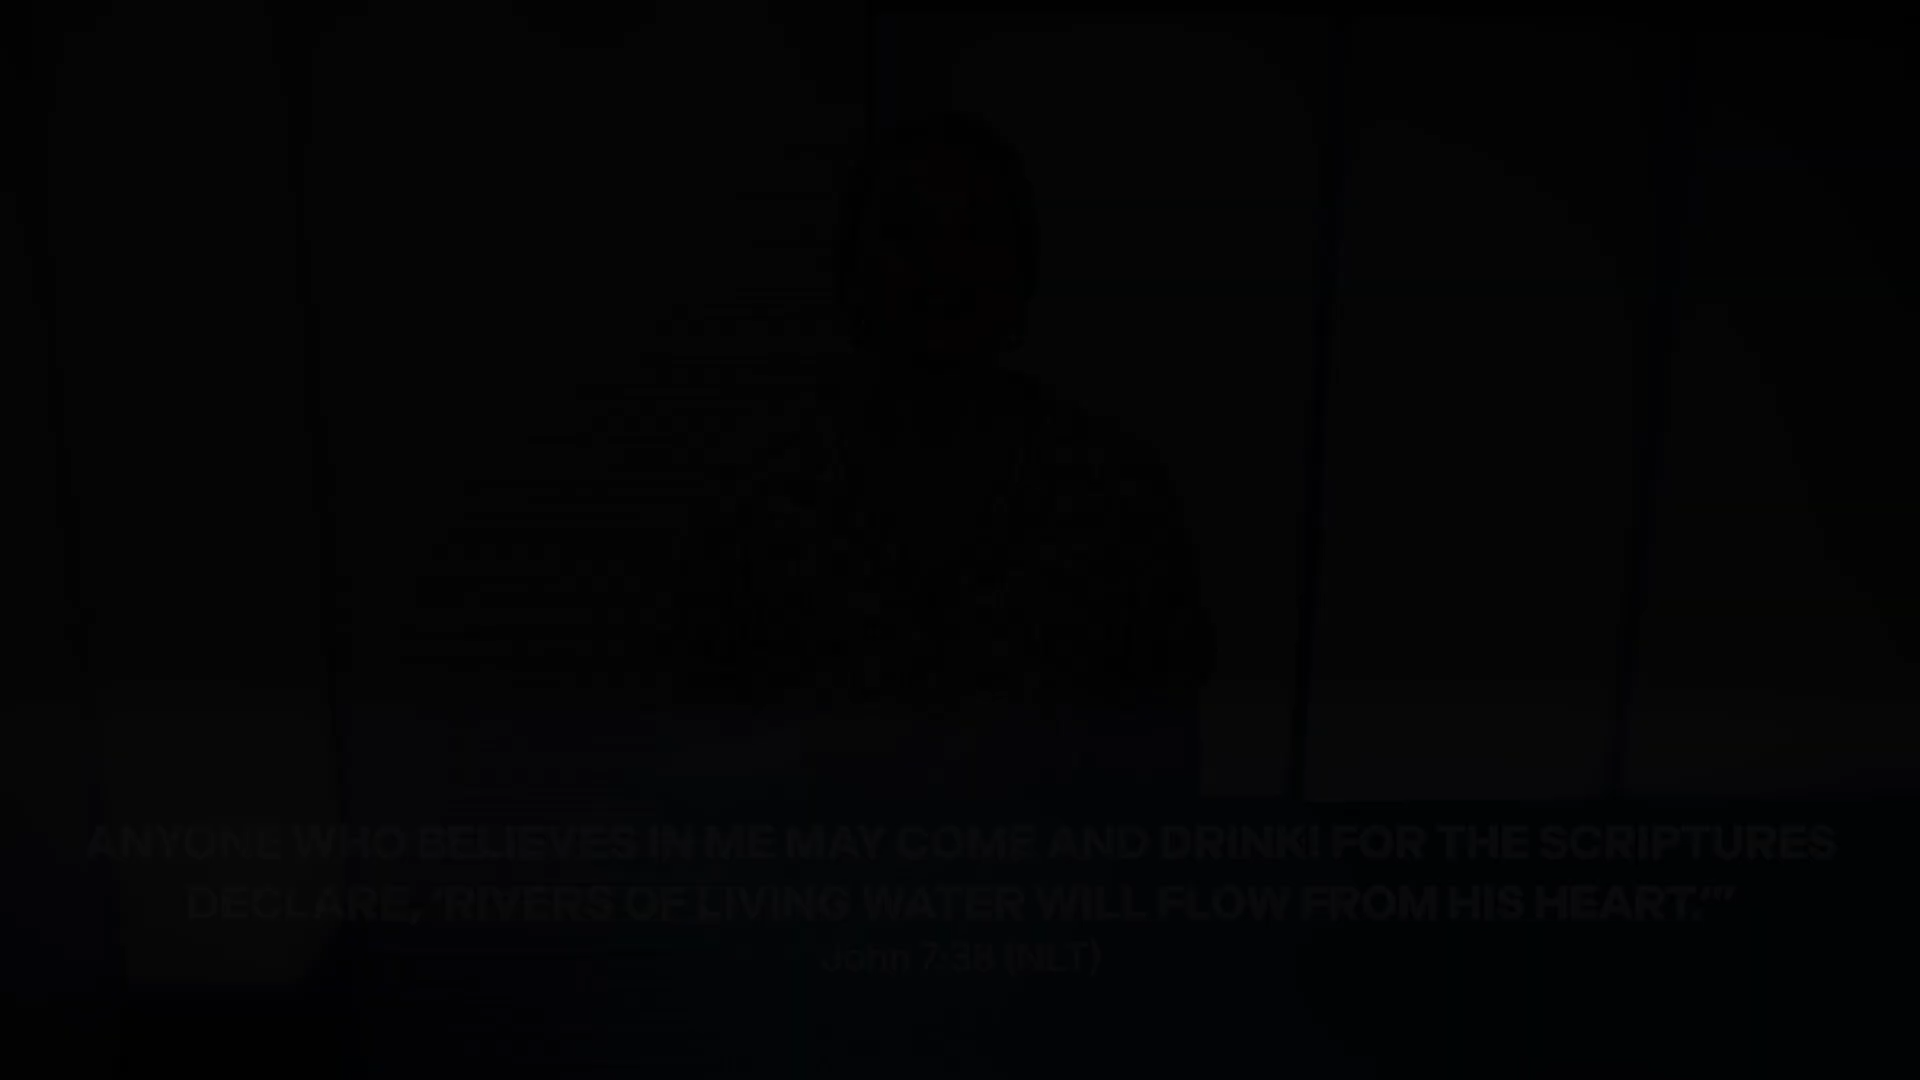 ANYONE WHO BELIEVES IN ME MAY COME AND DRINK! FOR THE SCRIPTURES
DECLARE, ‘RIVERS OF LIVING WATER WILL FLOW FROM HIS HEART.’”
John 7:38 (NLT)